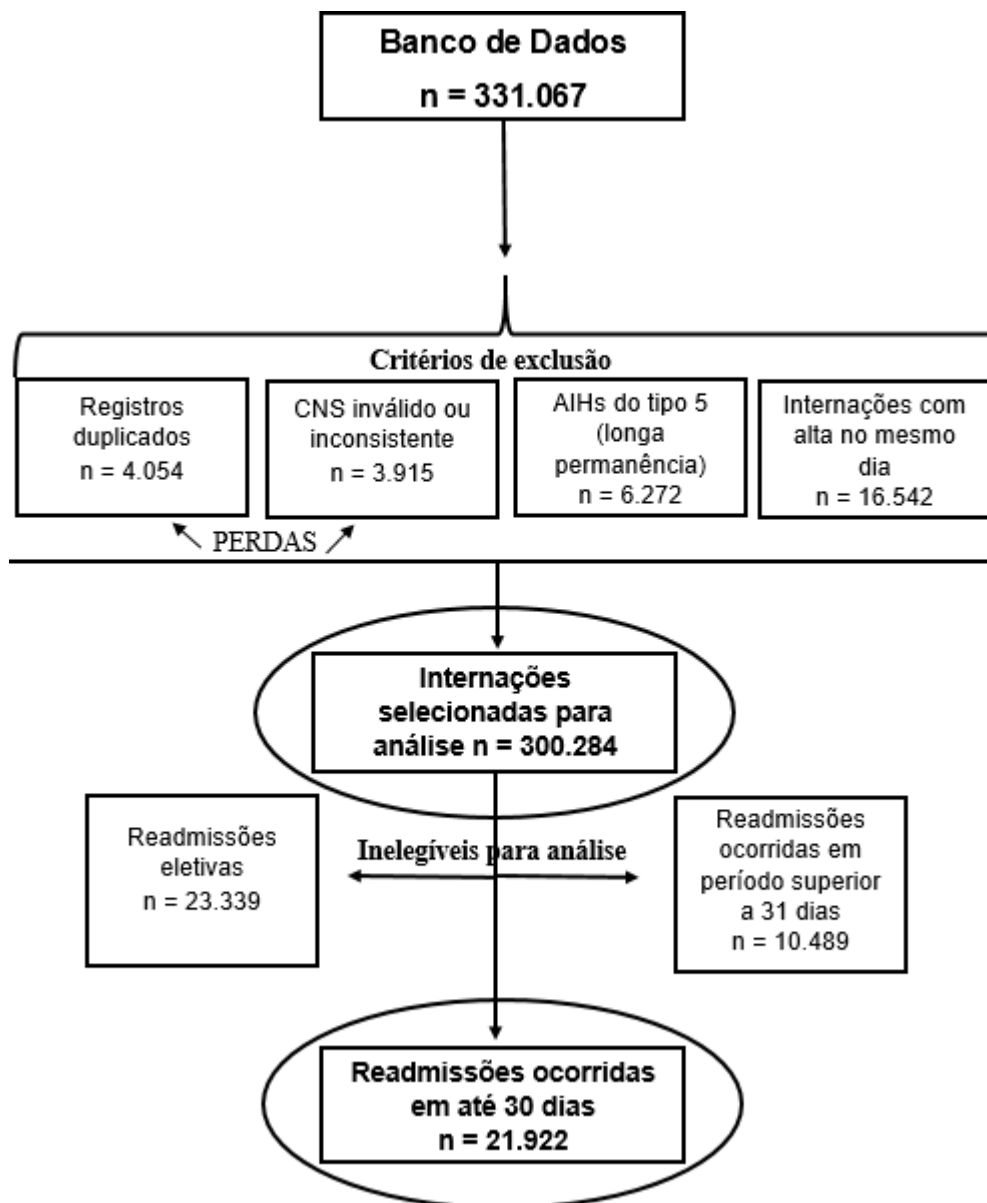 Banco de Dados
n = 331.067
Critérios de exclusão
Registros
duplicados
n = 4.054
CNS inválido ou
inconsistente
n = 3.915
AIHs do tipo 5
(longa
permanência)
n = 6.272
Internações com
alta no mesmo
dia
n = 16.542
PERDAS
Internações
selecionadas para
análise n = 300.284
Readmissões
eletivas
n = 23.339
Inelegíveis para análise
Readmissões
ocorridas em
período superior
a 31 dias
n = 10.489
Readmissões ocorridas
em até 30 dias
n = 21.922